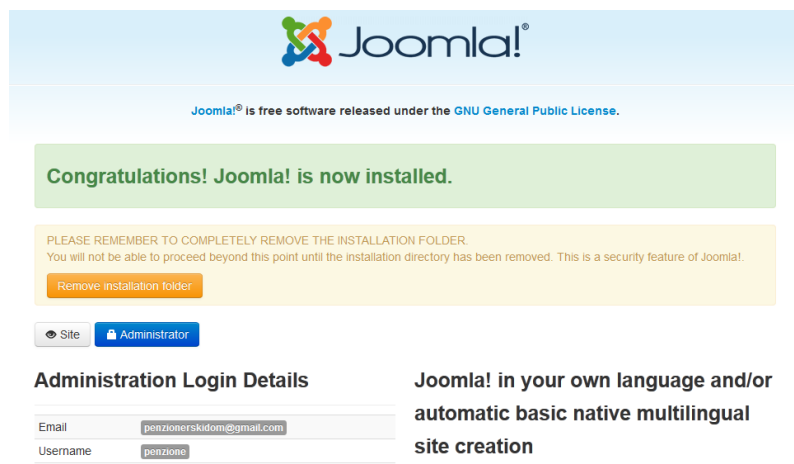 Joomla!®
Joomla!® is free software released under the GNU General Public License.
Congratulations! Joomla! is now installed.
PLEASE REMEMBER TO COMPLETELY REMOVE THE INSTALLATION FOLDER.
You will not be able to proceed beyond this point until the installation directory has been removed. This is a security feature of Joomla!.
Remove installation folder
Site Administrator
Administration Login Details
Email penzionerskidom@gmail.com
Username penzione
Joomla! in your own language and/or
automatic basic native multilingual
site creation